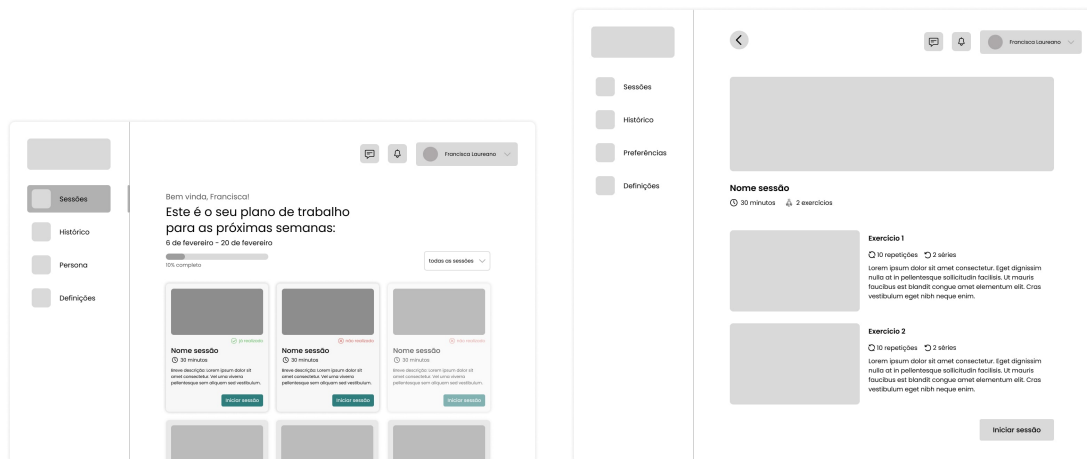 Sessões
Histórico
Persona
Definições
Francisca Laureano
Bem vinda, Francisca!
Este é o seu plano de trabalho
para as próximas semanas:
6 de fevereiro - 20 de fevereiro
10% completo
todas as sessões
já realizado
Nome sessão
30 minutos
Breve descrição: Lorem ipsum dolor sit
amet consectetur. Vel urna viverra
pellentesque sem aliquam sed vestibulum.
Iniciar sessão
não realizado
Nome sessão
30 minutos
Breve descrição: Lorem ipsum dolor sit
amet consectetur. Vel urna viverra
pellentesque sem aliquam sed vestibulum.
Iniciar sessão
não realizado
Nome sessão
30 minutos
Breve descrição: Lorem ipsum dolor sit
amet consectetur. Vel urna viverra
pellentesque sem aliquam sed vestibulum.
Iniciar sessão
Sessões
Histórico
Preferências
Definições
Francisca Laureano
Nome sessão
30 minutos 2 exercícios
Exercício 1
10 repetições 2 séries
Lorem ipsum dolor sit amet consectetur. Eget dignissim
nulla at in pellentesque sollicitudin facilisis. Ut mauris
faucibus est blandit congue amet elementum elit. Cras
vestibulum eget nibh neque enim.
Exercício 2
10 repetições 2 séries
Lorem ipsum dolor sit amet consectetur. Eget dignissim
nulla at in pellentesque sollicitudin facilisis. Ut mauris
faucibus est blandit congue amet elementum elit. Cras
vestibulum eget nibh neque enim.
Iniciar sessão